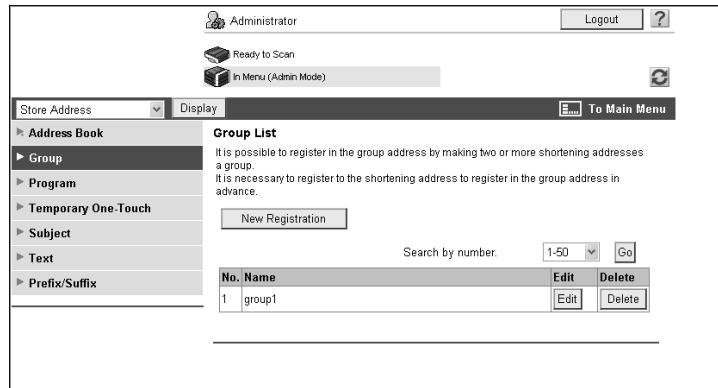 Administrator
Logout
?
Ready to Scan
In Menu (Admin Mode)
Store Address
Display
To Main Menu
Address Book
Group
Program
Temporary One-Touch
Subject
Text
Prefix/Suffix
Group List
It is possible to register in the group address by making two or more shortening addresses
a group.
It is necessary to register to the shortening address to register in the group address in
advance.
New Registration
Search by number. 1-50 Go
No. Name Edit Delete
1 group1 Edit Delete